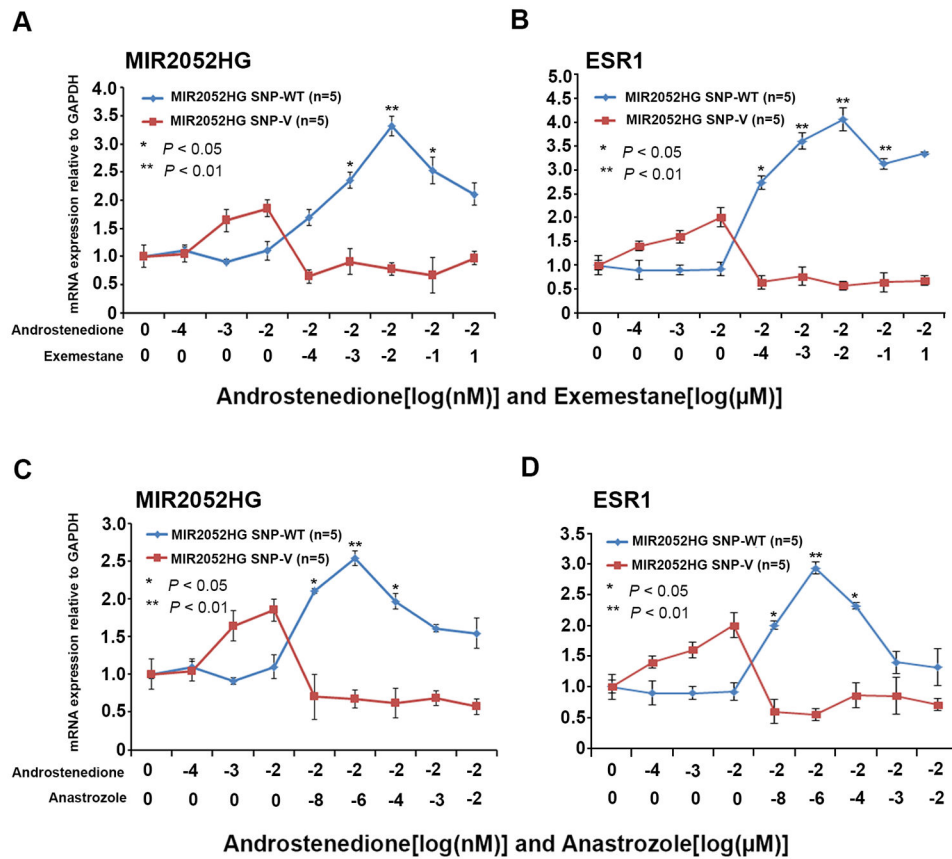 A
MIR2052HG
mRNA expression relative to GAPDH
4.0
3.5
3.0
2.5
2.0
1.5
1.0
0.5
0
MIR2052HG SNP-WT (n=5)
MIR2052HG SNP-V (n=5)
* P < 0.05
** P < 0.01
* ** *
Androstenedione 0 -4 -3 -2 -2 -2 -2 -2 -2
Exemestane 0 0 0 0 -4 -3 -2 -1 1
B
ESR1
5.0
4.5
4.0
3.5
3.0
2.5
2.0
1.5
1.0
0.5
0
MIR2052HG SNP-WT (n=5)
MIR2052HG SNP-V (n=5)
* P < 0.05
** P < 0.01
* ** ** **
0 -4 -3 -2 -2 -2 -2 -2 -2
0 0 0 0 -4 -3 -2 -1 1
Androstenedione[log(nM)] and Exemestane[log(µM)]
C
MIR2052HG
mRNA expression relative to GAPDH
3.0
2.5
2.0
1.5
1.0
0.5
0
MIR2052HG SNP-WT (n=5)
MIR2052HG SNP-V (n=5)
* P < 0.05
** P < 0.01
* ** *
Androstenedione 0 -4 -3 -2 -2 -2 -2 -2 -2
Anastrozole 0 0 0 0 -8 -6 -4 -3 -2
D
ESR1
3.5
3.0
2.5
2.0
1.5
1.0
0.5
0
MIR2052HG SNP-WT (n=5)
MIR2052HG SNP-V (n=5)
* P < 0.05
** P < 0.01
* ** *
0 -4 -3 -2 -2 -2 -2 -2 -2
0 0 0 0 -8 -6 -4 -3 -2
Androstenedione[log(nM)] and Anastrozole[log(µM)]